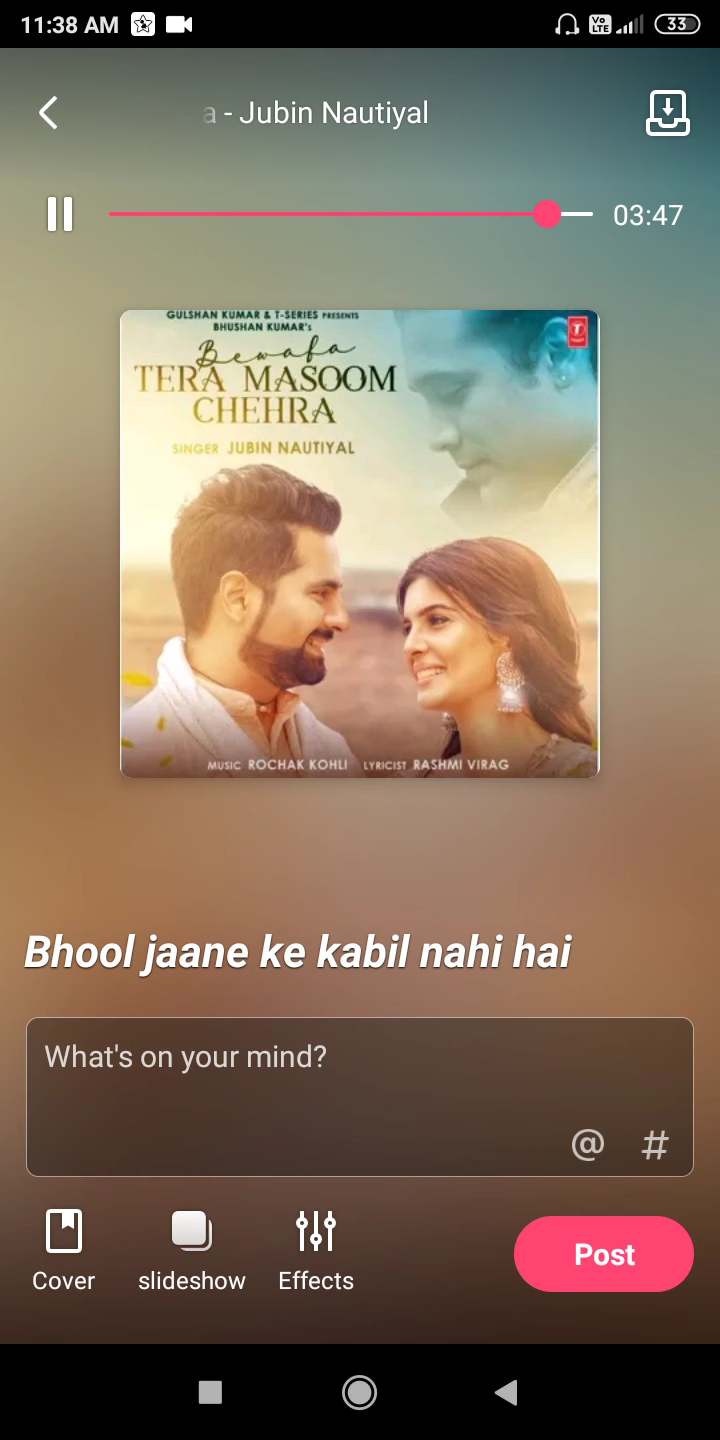 11:38 AM
Vo LTE
33
a - Jubin Nautiyal
03:47
GULSHAN KUMAR & T-SERIES PRESENTS
BHUSHAN KUMAR's
Bewafa
TERA MASOOM
CHEHRA
SINGER JUBIN NAUTIYAL
MUSIC ROCHAK KOHLI LYRICIST RASHMI VIRAG
Bhool jaane ke kabil nahi hai
What's on your mind?
@ #
Cover slideshow Effects
Post